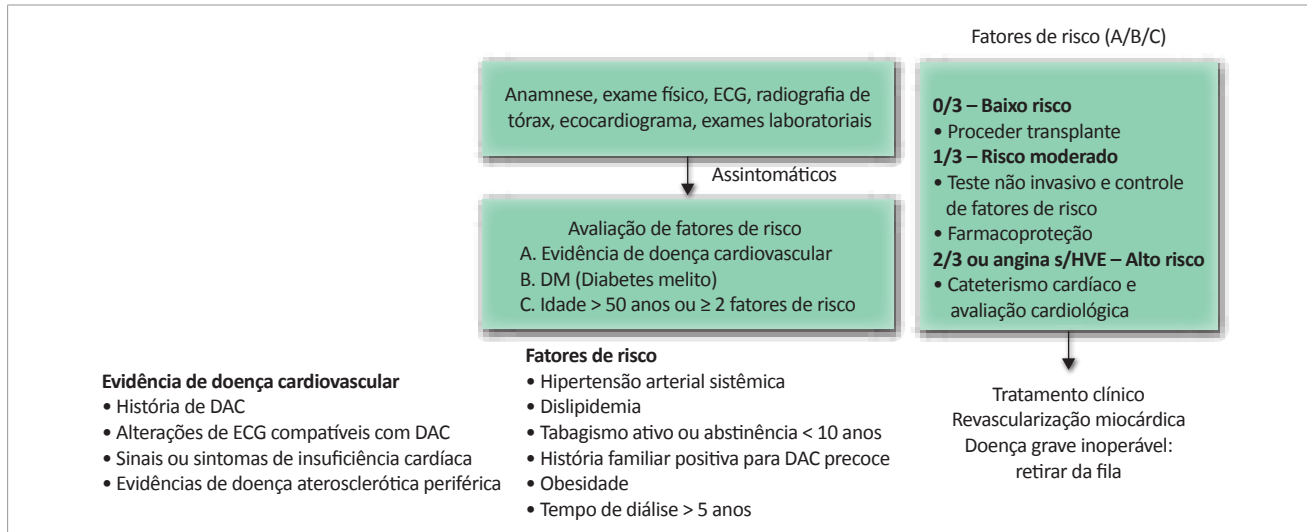 Anamnese, exame físico, ECG, radiografia de
tórax, ecocardiograma, exames laboratoriais
Assintomáticos
Avaliação de fatores de risco
A. Evidência de doença cardiovascular
B. DM (Diabetes melito)
C. Idade > 50 anos ou ≥ 2 fatores de risco
Evidência de doença cardiovascular
• História de DAC
• Alterações de ECG compatíveis com DAC
• Sinais ou sintomas de insuficiência cardíaca
• Evidências de doença aterosclerótica periférica
Fatores de risco
• Hipertensão arterial sistêmica
• Dislipidemia
• Tabagismo ativo ou abstinência < 10 anos
• História familiar positiva para DAC precoce
• Obesidade
• Tempo de diálise > 5 anos
Fatores de risco (A/B/C)
0/3 – Baixo risco
• Proceder transplante
1/3 – Risco moderado
• Teste não invasivo e controle
de fatores de risco
• Farmacoproteção
2/3 ou angina s/HVE – Alto risco
• Cateterismo cardíaco e
avaliação cardiológica
Tratamento clínico
Revascularização miocárdica
Doença grave inoperável:
retirar da fila